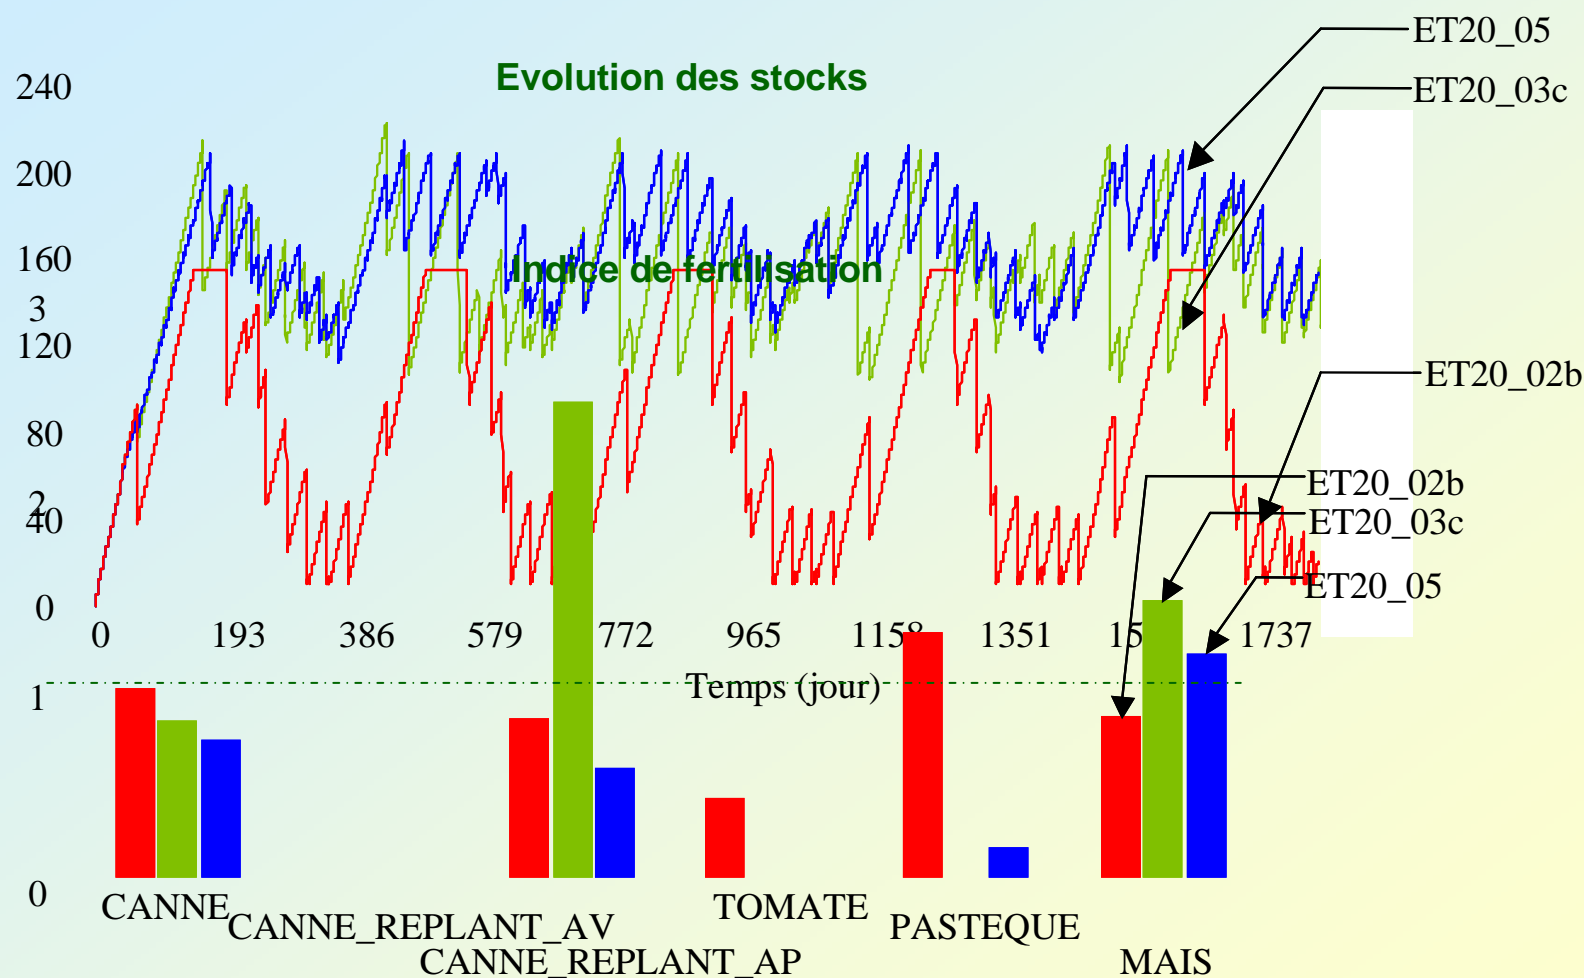 ET20_05
Evolution des stocks
240
ET20_03c
200
160
Indice de fertilisation
3
120
ET20_02b
80
ET20_02b
2
40
ET20_03c
ET20_05
0
0 193 386 579 772 965 1158 1351 15 1737
Temps (jour)
1
0
CANNE
TOMATE
CANNE_REPLANT_AV
PASTEQUE
CANNE_REPLANT_AP
MAIS